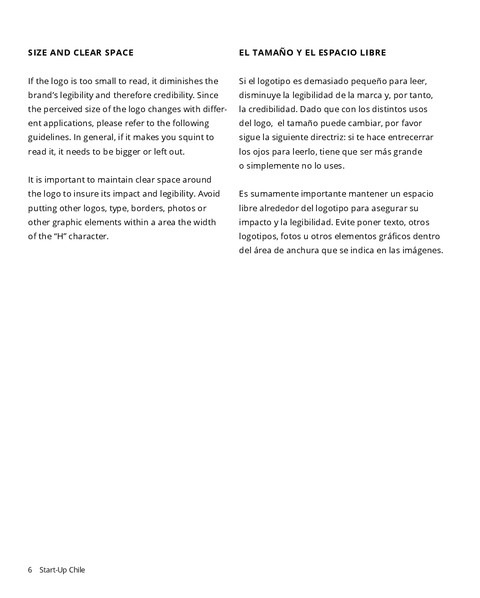 SIZE AND CLEAR SPACE
If the logo is too small to read, it diminishes the
brand's legibility and therefore credibility. Since
the perceived size of the logo changes with differ-
ent applications, please refer to the following
guidelines. In general, if it makes you squint to
read it, it needs to be bigger or left out.
It is important to maintain clear space around
the logo to insure its impact and legibility. Avoid
putting other logos, type, borders, photos or
other graphic elements within a area the width
of the “H” character.
EL TAMAÑO Y EL ESPACIO LIBRE
Si el logotipo es demasiado pequeño para leer,
disminuye la legibilidad de la marca y, por tanto,
la credibilidad. Dado que con los distintos usos
del logo,  el tamaño puede cambiar, por favor
sigue la siguiente directriz: si te hace entrecerrar
los ojos para leerlo, tiene que ser más grande
o simplemente no lo uses.
Es sumamente importante mantener un espacio
libre alrededor del logotipo para asegurar su
impacto y la legibilidad. Evite poner texto, otros
logotipos, fotos u otros elementos gráficos dentro
del área de anchura que se indica en las imágenes.
6 Start-Up Chile